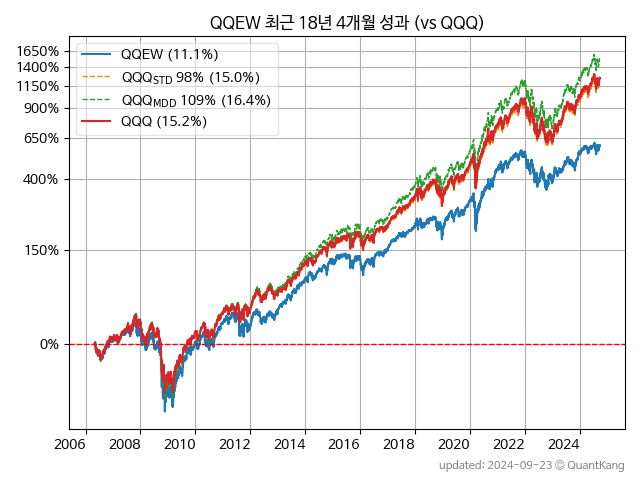 QQEW 최근 18년 4개월 성과 (vs QQQ)
QQEW (11.1%)
QQQSTD 98% (15.0%)
QQQMDD 109% (16.4%)
QQQ (15.2%)
1650%
1400%
1150%
900%
650%
400%
150%
0%
2006 2008 2010 2012 2014 2016 2018 2020 2022 2024
updated: 2024-09-23 © QuantKang